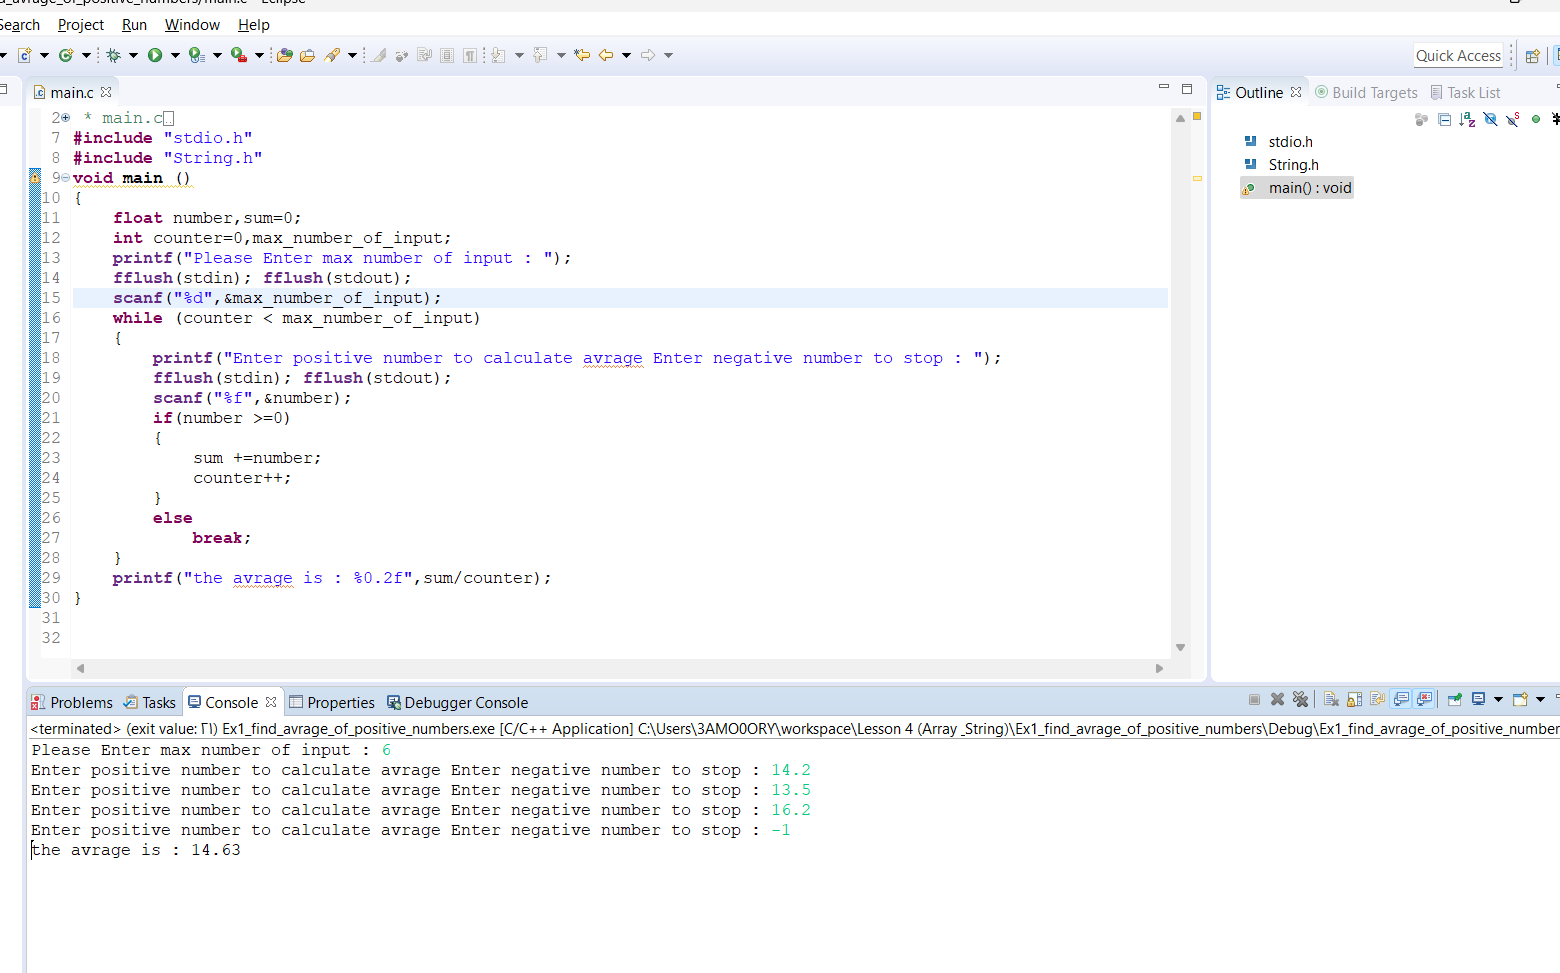 Search Project Run Window Help
Quick Access
main.c
Outline Build Targets Task List
2 * main.c
7 #include "stdio.h"
8 #include "String.h"
9 void main ()
10 {
11 float number,sum=0;
12 int counter=0,max_number_of_input;
13 printf("Please Enter max number of input : ");
14 fflush(stdin); fflush(stdout);
15 scanf("%d",&max_number_of_input);
16 while (counter < max_number_of_input)
17 {
18 printf("Enter positive number to calculate avrage Enter negative number to stop : ");
19 fflush(stdin); fflush(stdout);
20 scanf("%f",&number);
21 if(number >=0)
22 {
23 sum +=number;
24 counter++;
25 }
26 else
27 break;
28 }
29 printf("the avrage is : %0.2f",sum/counter);
30 }
31
32
stdio.h
String.h
main() : void
Problems Tasks Console Properties Debugger Console
<terminated> (exit value: ٢١) Ex1_find_avrage_of_positive_numbers.exe [C/C++ Application] C:\Users\3AMO0ORY\workspace\Lesson 4 (Array _String)\Ex1_find_avrage_of_positive_numbers\Debug\Ex1_find_avrage_of_positive_number
Please Enter max number of input : 6
Enter positive number to calculate avrage Enter negative number to stop : 14.2
Enter positive number to calculate avrage Enter negative number to stop : 13.5
Enter positive number to calculate avrage Enter negative number to stop : 16.2
Enter positive number to calculate avrage Enter negative number to stop : -1
the avrage is : 14.63